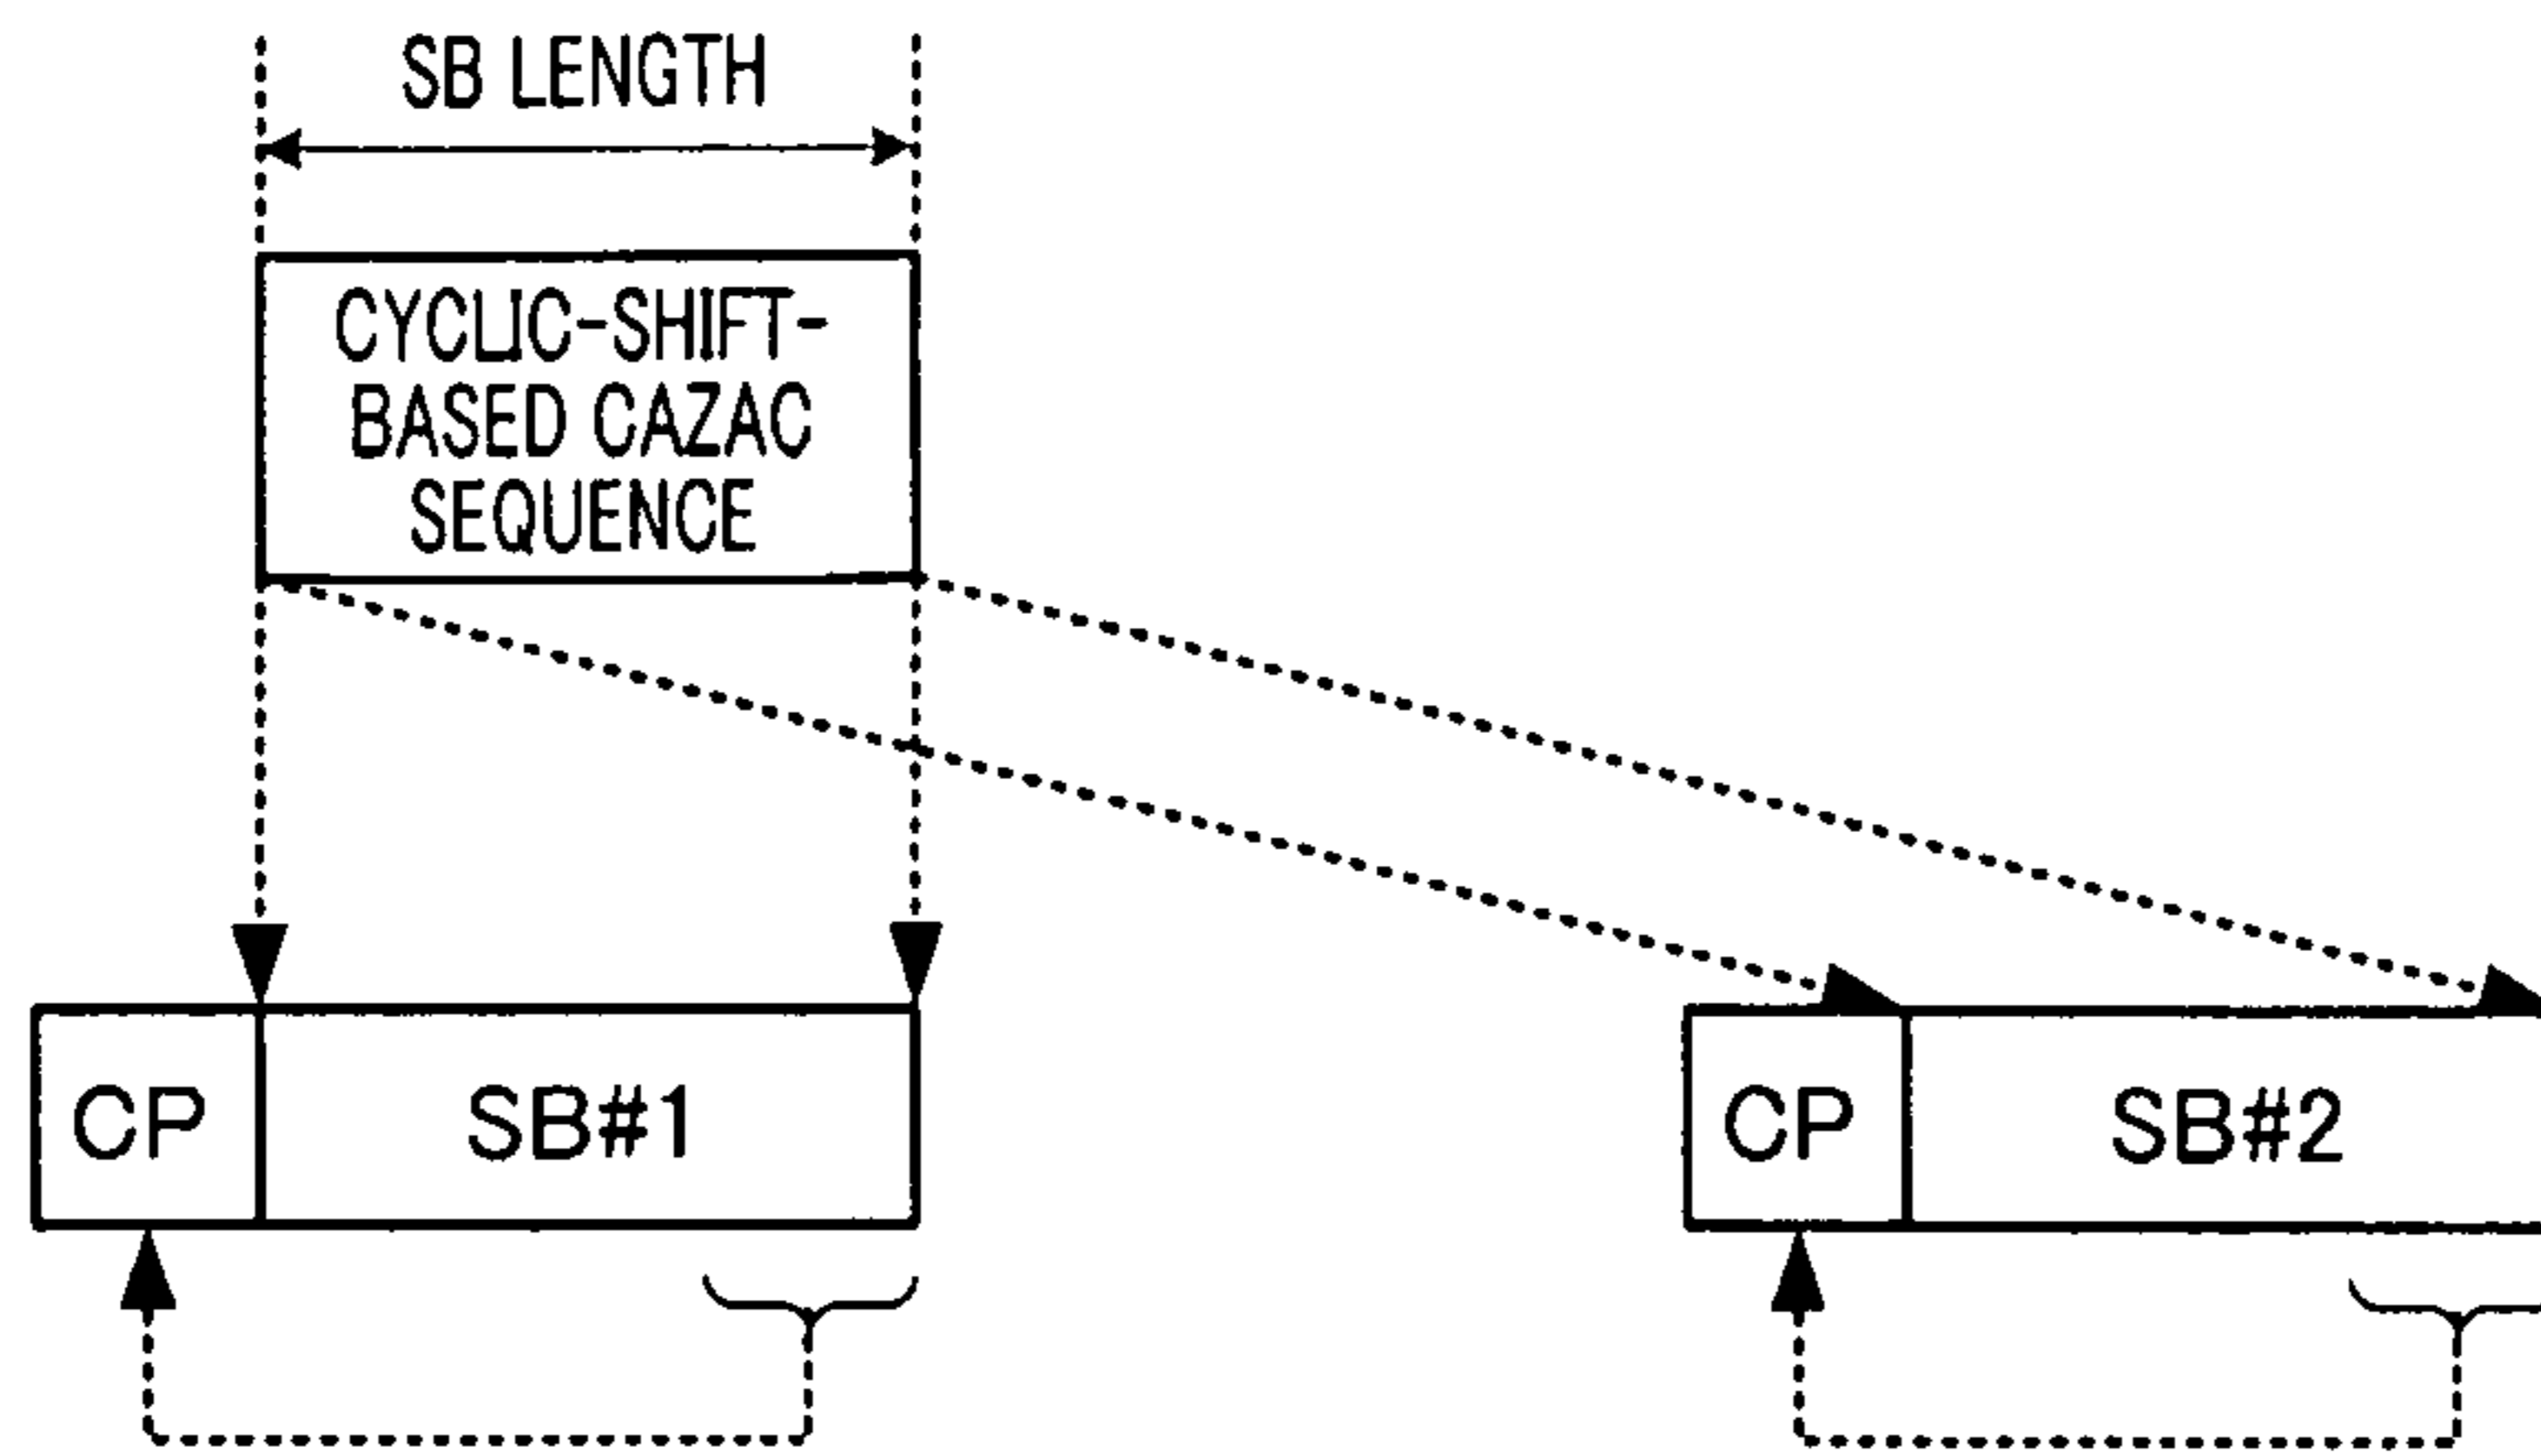 SB LENGTH
CYCLIC-SHIFT-
BASED CAZAC
SEQUENCE
CP SB#1 CP SB#2